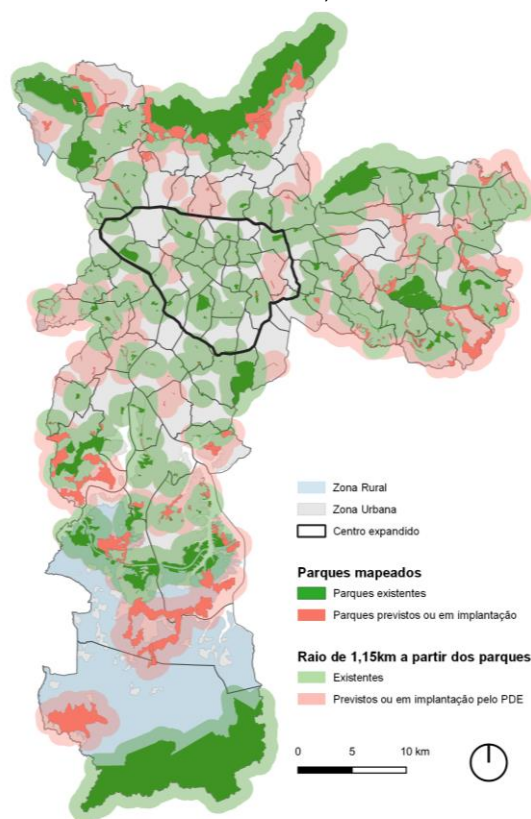 Zona Rural
Zona Urbana
Centro expandido
Parques mapeados
Parques existentes
Parques previstos ou em implantação
Raio de 1,15km a partir dos parques
Existentes
Previstos ou em implantação pelo PDE
0 5 10 km